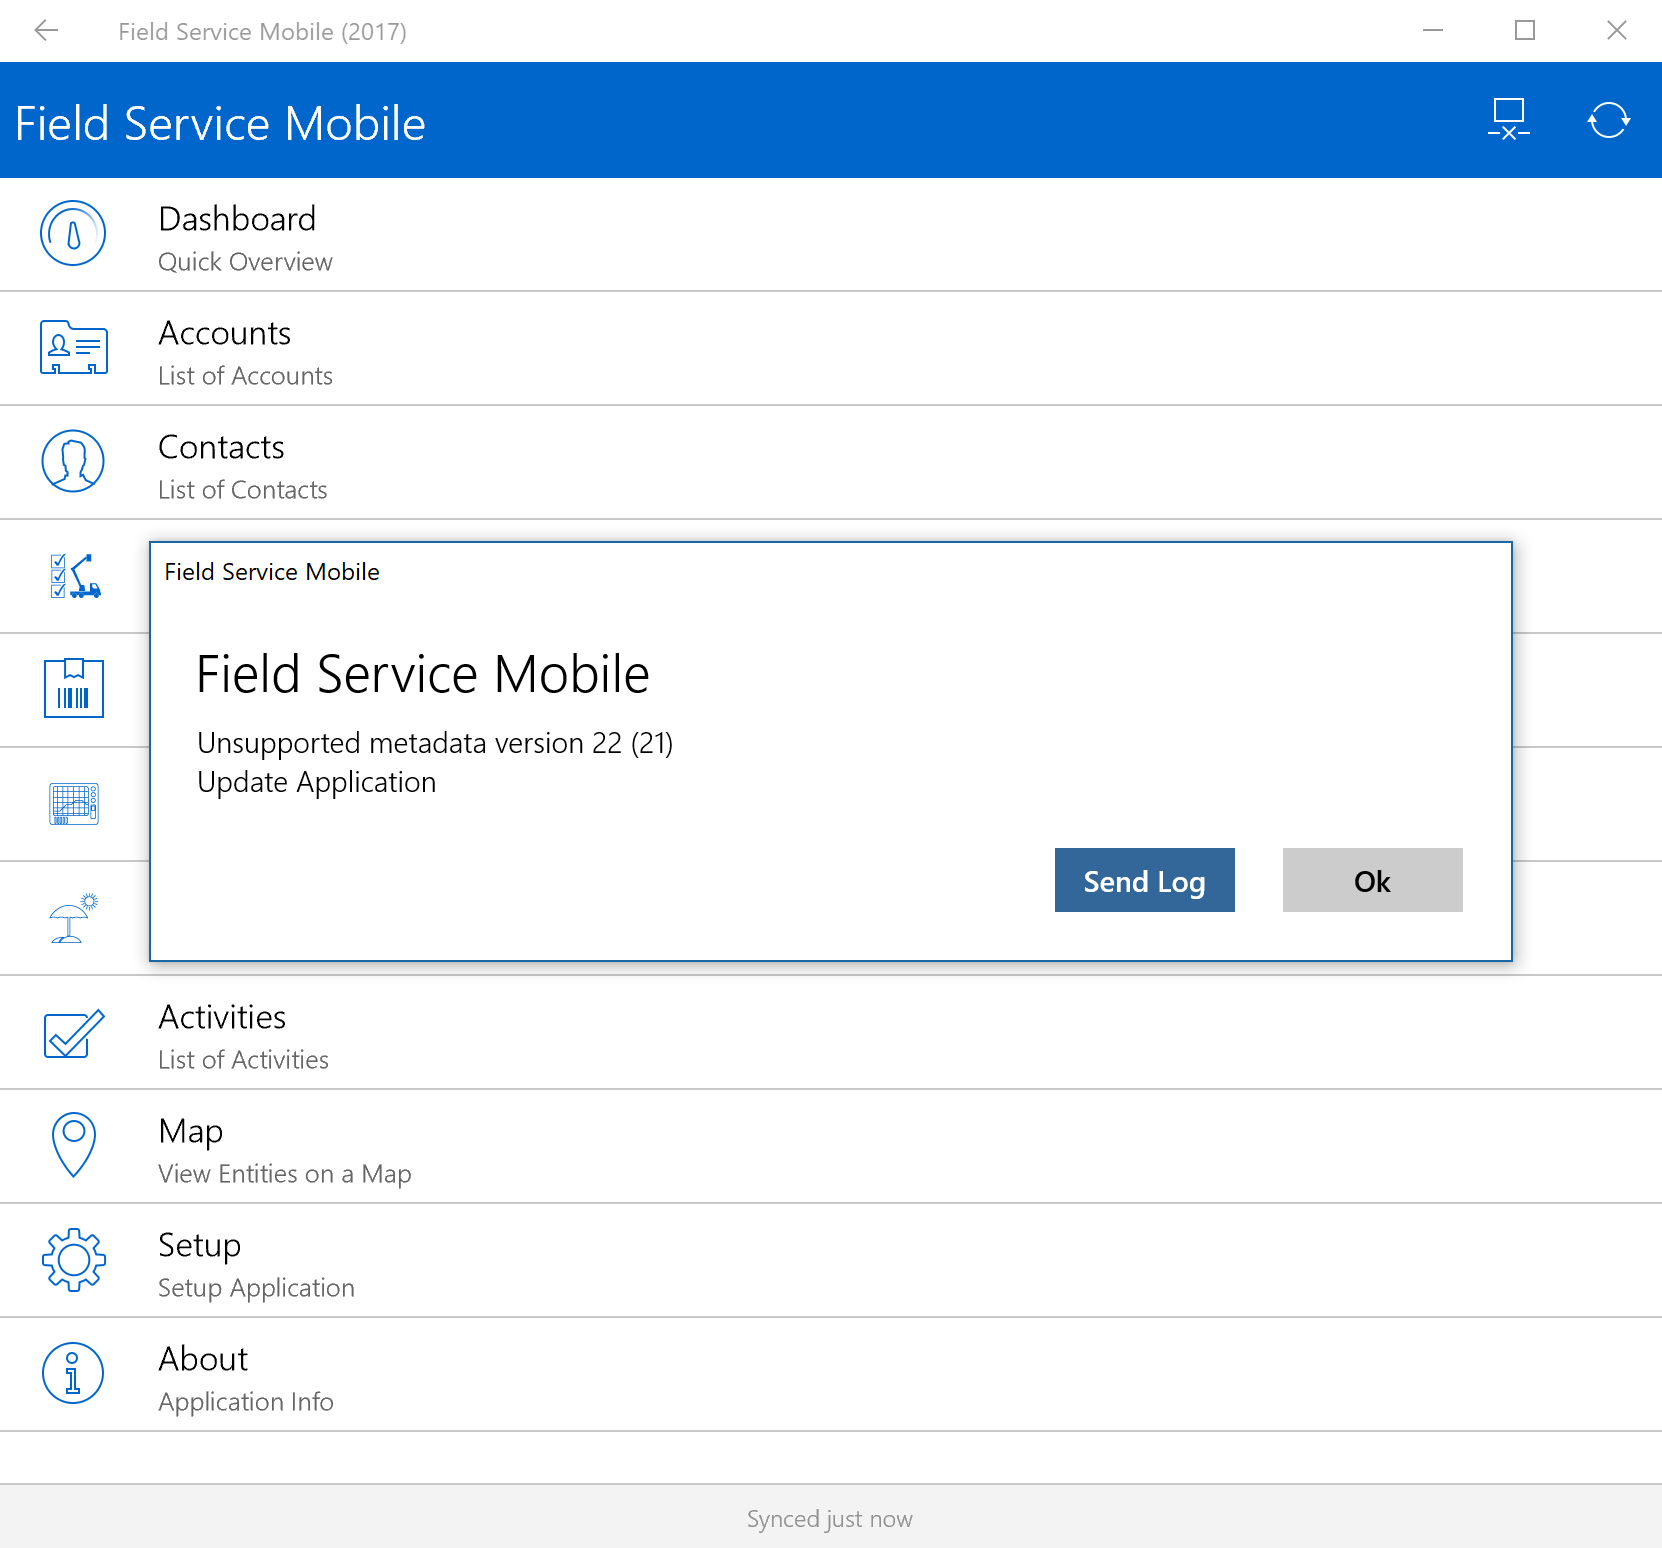 Field Service Mobile (2017)
Field Service Mobile
Dashboard
Quick Overview
Accounts
List of Accounts
Contacts
List of Contacts
Field Service Mobile
Field Service Mobile
Unsupported metadata version 22 (21)
Update Application
Send Log
Ok
Activities
List of Activities
Map
View Entities on a Map
Setup
Setup Application
About
Application Info
Synced just now